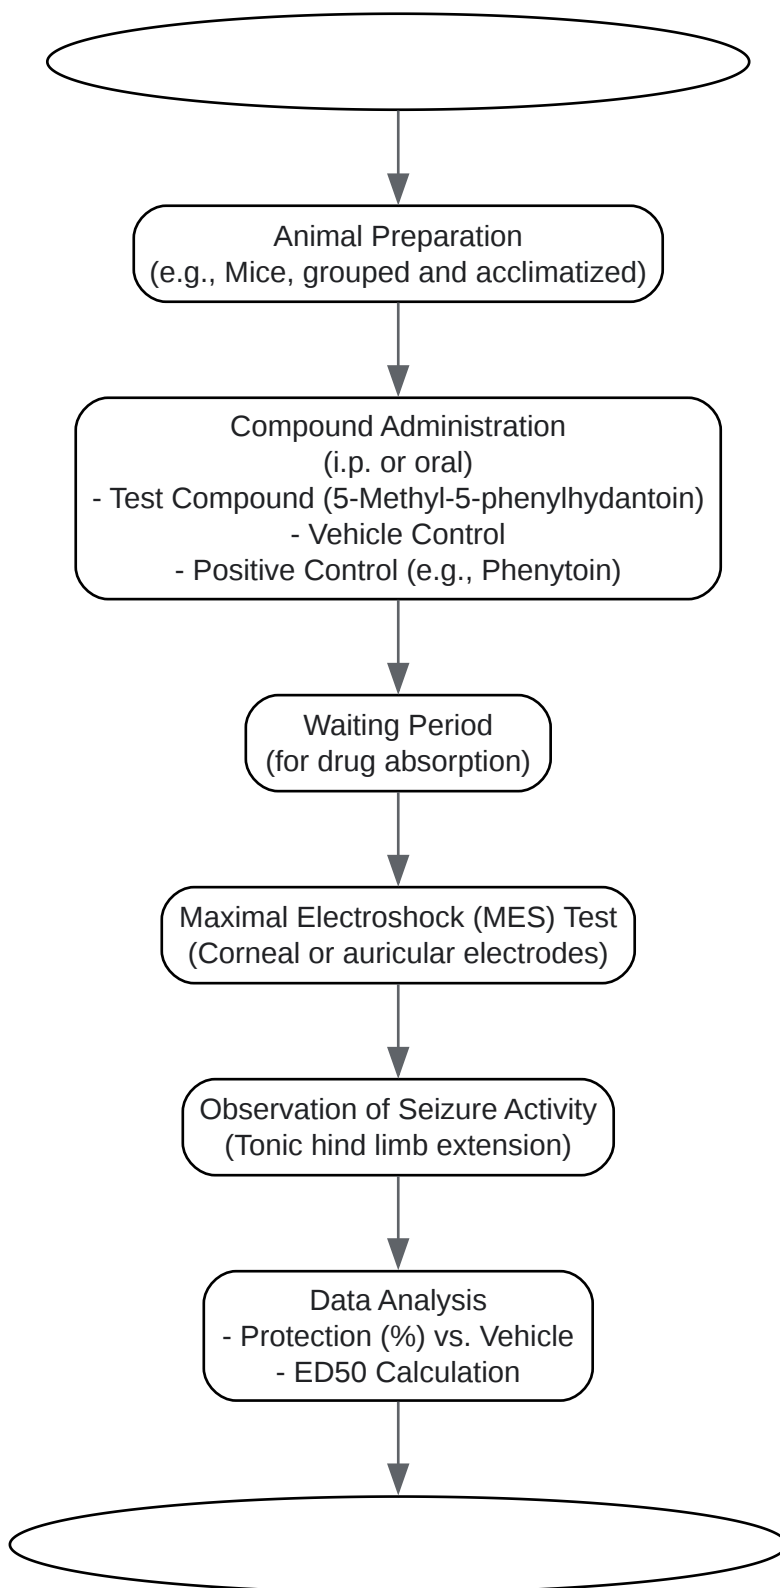 Animal Preparation
(e.g., Mice, grouped and acclimatized)
Compound Administration
(i.p. or oral)
- Test Compound (5-Methyl-5-phenylhydantoin)
- Vehicle Control
- Positive Control (e.g., Phenytoin)
Waiting Period
(for drug absorption)
Maximal Electroshock (MES) Test
(Corneal or auricular electrodes)
Observation of Seizure Activity
(Tonic hind limb extension)
Data Analysis
- Protection (%) vs. Vehicle
- ED50 Calculation